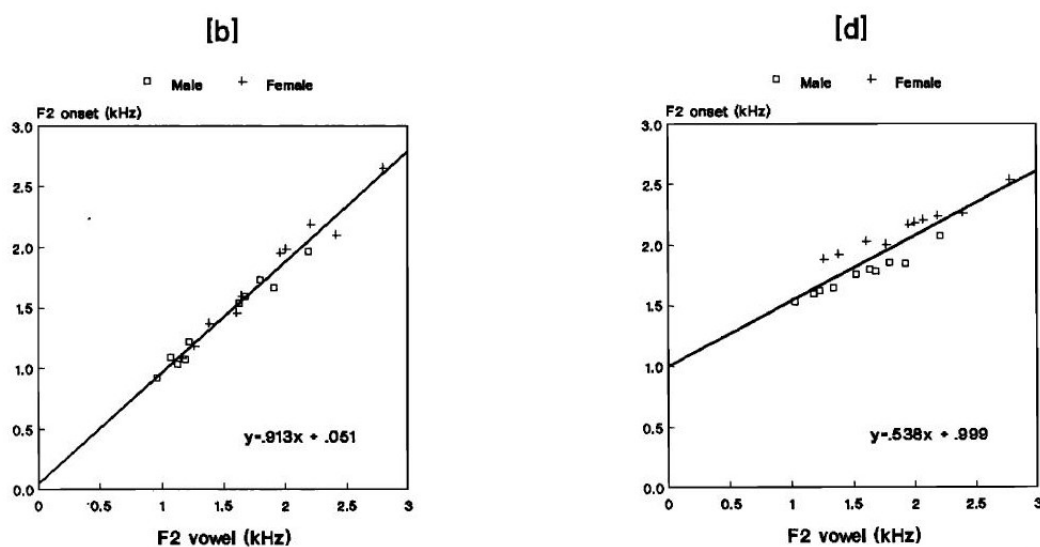 [b]
□ Male + Female
F2 onset (kHz)
3.0
2.5
2.0
1.5
1.0
0.5
0.0
0 0.5 1 1.5 2 2.5 3
F2 vowel (kHz)
y=.913x + .051
[d]
□ Male + Female
F2 onset (kHz)
3.0
2.5
2.0
1.5
1.0
0.5
0.0
0 0.5 1 1.5 2 2.5 3
F2 vowel (kHz)
y=.538x + .999